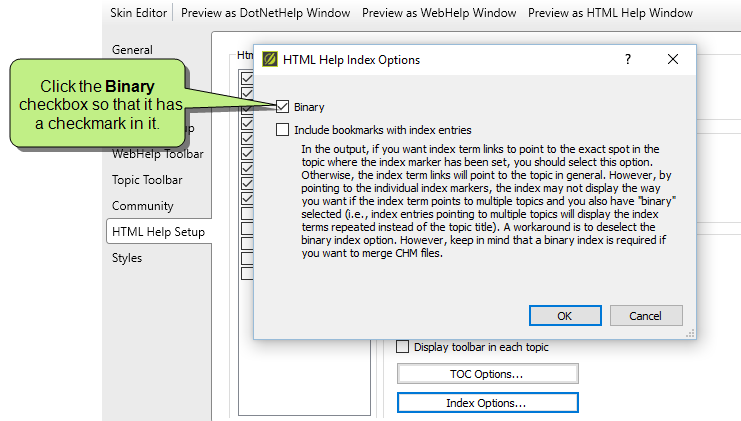 Skin Editor Preview as DotNetHelp Window Preview as WebHelp Window Preview as HTML Help Window
General
HTML Help Index Options
?
Click the Binary
checkbox so that it has
a checkmark in it.
Binary
Include bookmarks with index entries
In the output, if you want index term links to point to the exact spot in the
topic where the index marker has been set, you should select this option.
Otherwise, the index term links will point to the topic in general. However, by
pointing to the individual index markers, the index may not display the way
you want if the index term points to multiple topics and you also have "binary"
selected (i.e., index entries pointing to multiple topics will display the index
terms repeated instead of the topic title). A workaround is to deselect the
binary index option. However, keep in mind that a binary index is required if
you want to merge CHM files.
WebHelp Toolbar
Topic Toolbar
Community
HTML Help Setup
Styles
OK
Cancel
Display toolbar in each topic
TOC Options...
Index Options...